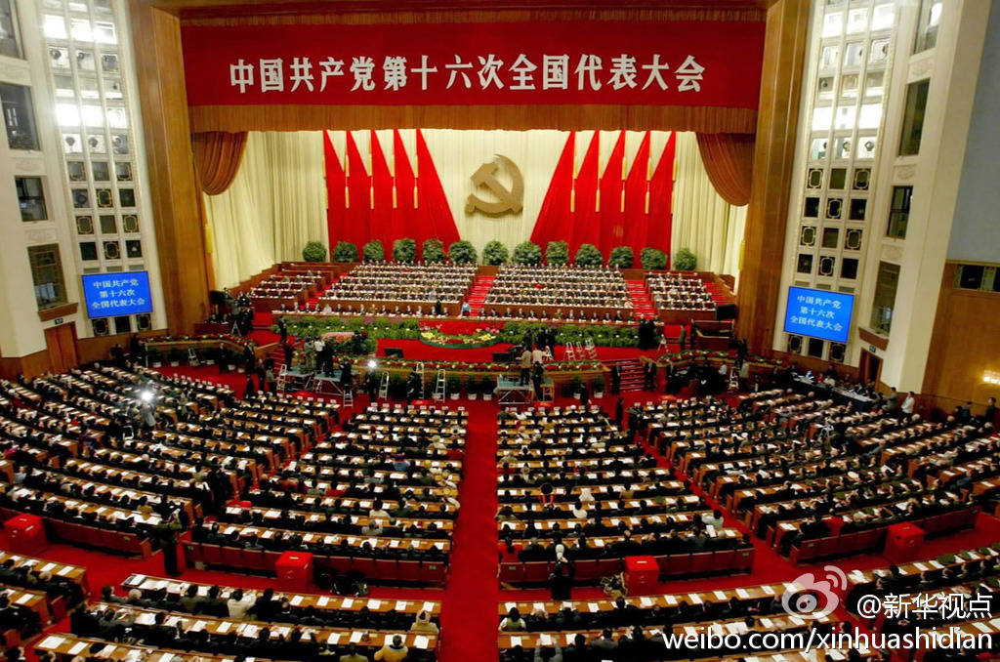 中国共产党第十六次全国代表大会
中国共产党
第十六次
全国代表大会
中国共产党
第十六次
全国代表大会
@新华视点
weibo.com/xinhuashidian